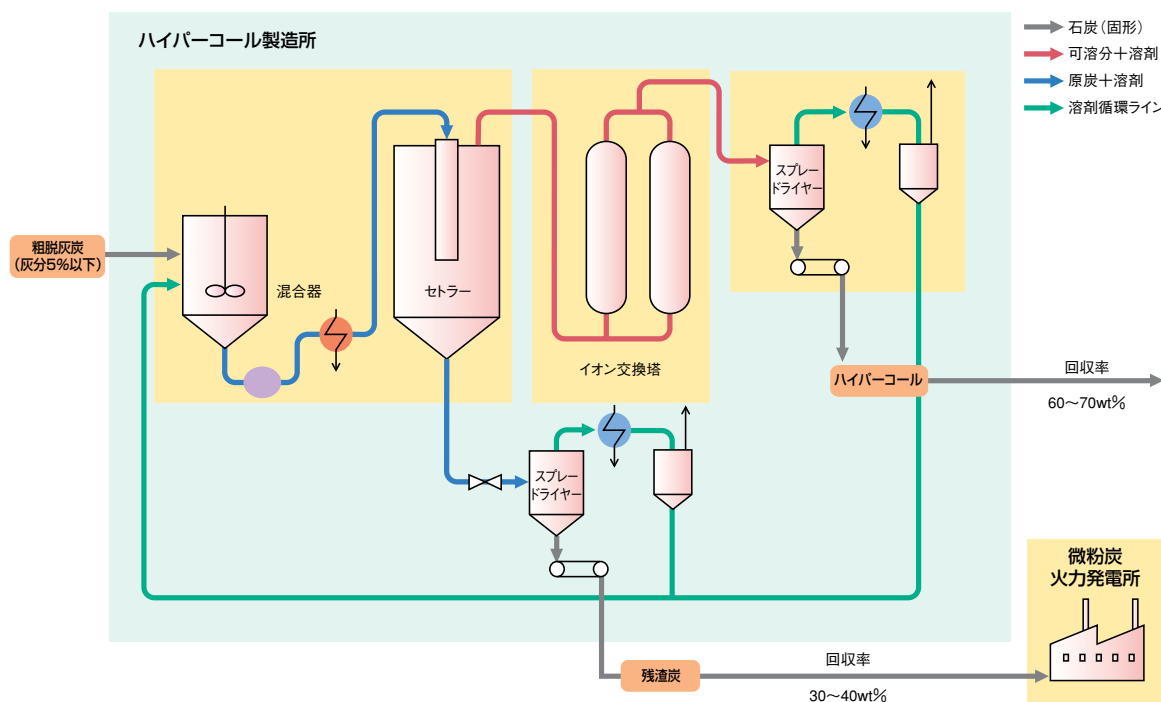 ハイパーコール製造所
石炭（固形）
可溶分＋溶剤
原炭＋溶剤
溶剤循環ライン
粗脱灰炭
（灰分5％以下）
混合器
セトラー
イオン交換塔
スプレー
ドライヤー
ハイパーコール
回収率
60～70wt％
スプレー
ドライヤー
残渣炭
回収率
30～40wt％
微粉炭
火力発電所